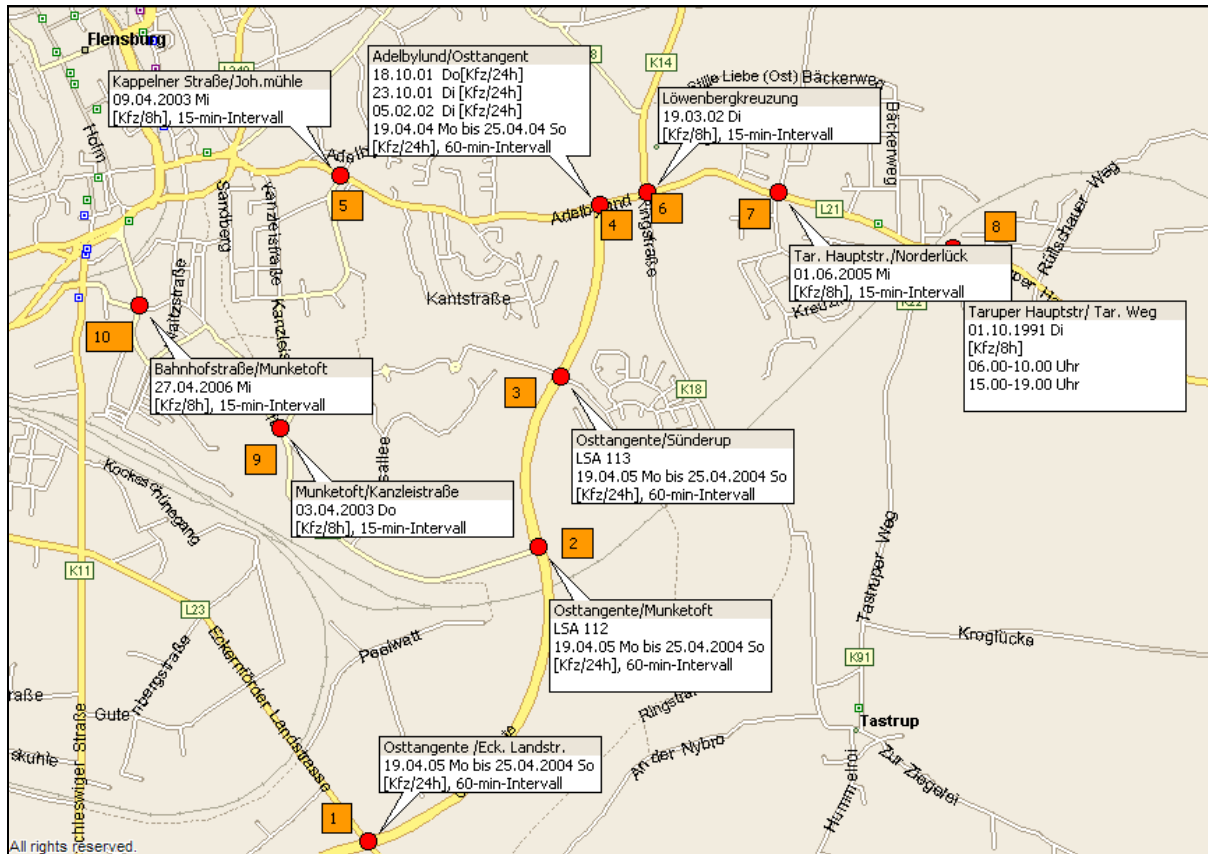 Flensburg
Adelbylund/Osttangent
18.10.01 Do[Kfz/24h]
23.10.01 Di [Kfz/24h]
05.02.02 Di [Kfz/24h]
19.04.04 Mo bis 25.04.04 So
[Kfz/24h], 60-min-Intervall
K14
Stille Liebe (Ost)
Bäckerweg
Kappelner Straße/Joh.mühle
09.04.2003 Mi
[Kfz/8h], 15-min-Intervall
Löwenbergkreuzung
19.03.02 Di
[Kfz/8h], 15-min-Intervall
Bäckerweg
Hofm
Sandberg
5
Adelbylund
4
6
7
L21
8
Rüllschauer Weg
Ringstraße
Tar. Hauptstr./Norderlück
01.06.2005 Mi
[Kfz/8h], 15-min-Intervall
K22
Kantstraße
Taruper Hauptstr/ Tar. Weg
01.10.1991 Di
[Kfz/8h]
06.00-10.00 Uhr
15.00-19.00 Uhr
10
Bahnhofstraße/Munketoft
27.04.2006 Mi
[Kfz/8h], 15-min-Intervall
3
K18
9
Osttangente/Sünderup
LSA 113
19.04.05 Mo bis 25.04.2004 So
[Kfz/24h], 60-min-Intervall
Munketoft/Kanzleistraße
03.04.2003 Do
[Kfz/8h], 15-min-Intervall
2
K11
Tastruper Weg
L23
Osttangente/Munketoft
LSA 112
19.04.05 Mo bis 25.04.2004 So
[Kfz/24h], 60-min-Intervall
Peelwatt
Kroglücke
K91
Eckernförder Landstrasse
Tastrup
An der Nybro
Zur Ziegelei
Hummelroi
Osttangente /Eck. Landstr.
19.04.05 Mo bis 25.04.2004 So
[Kfz/24h], 60-min-Intervall
1
All rights reserved.